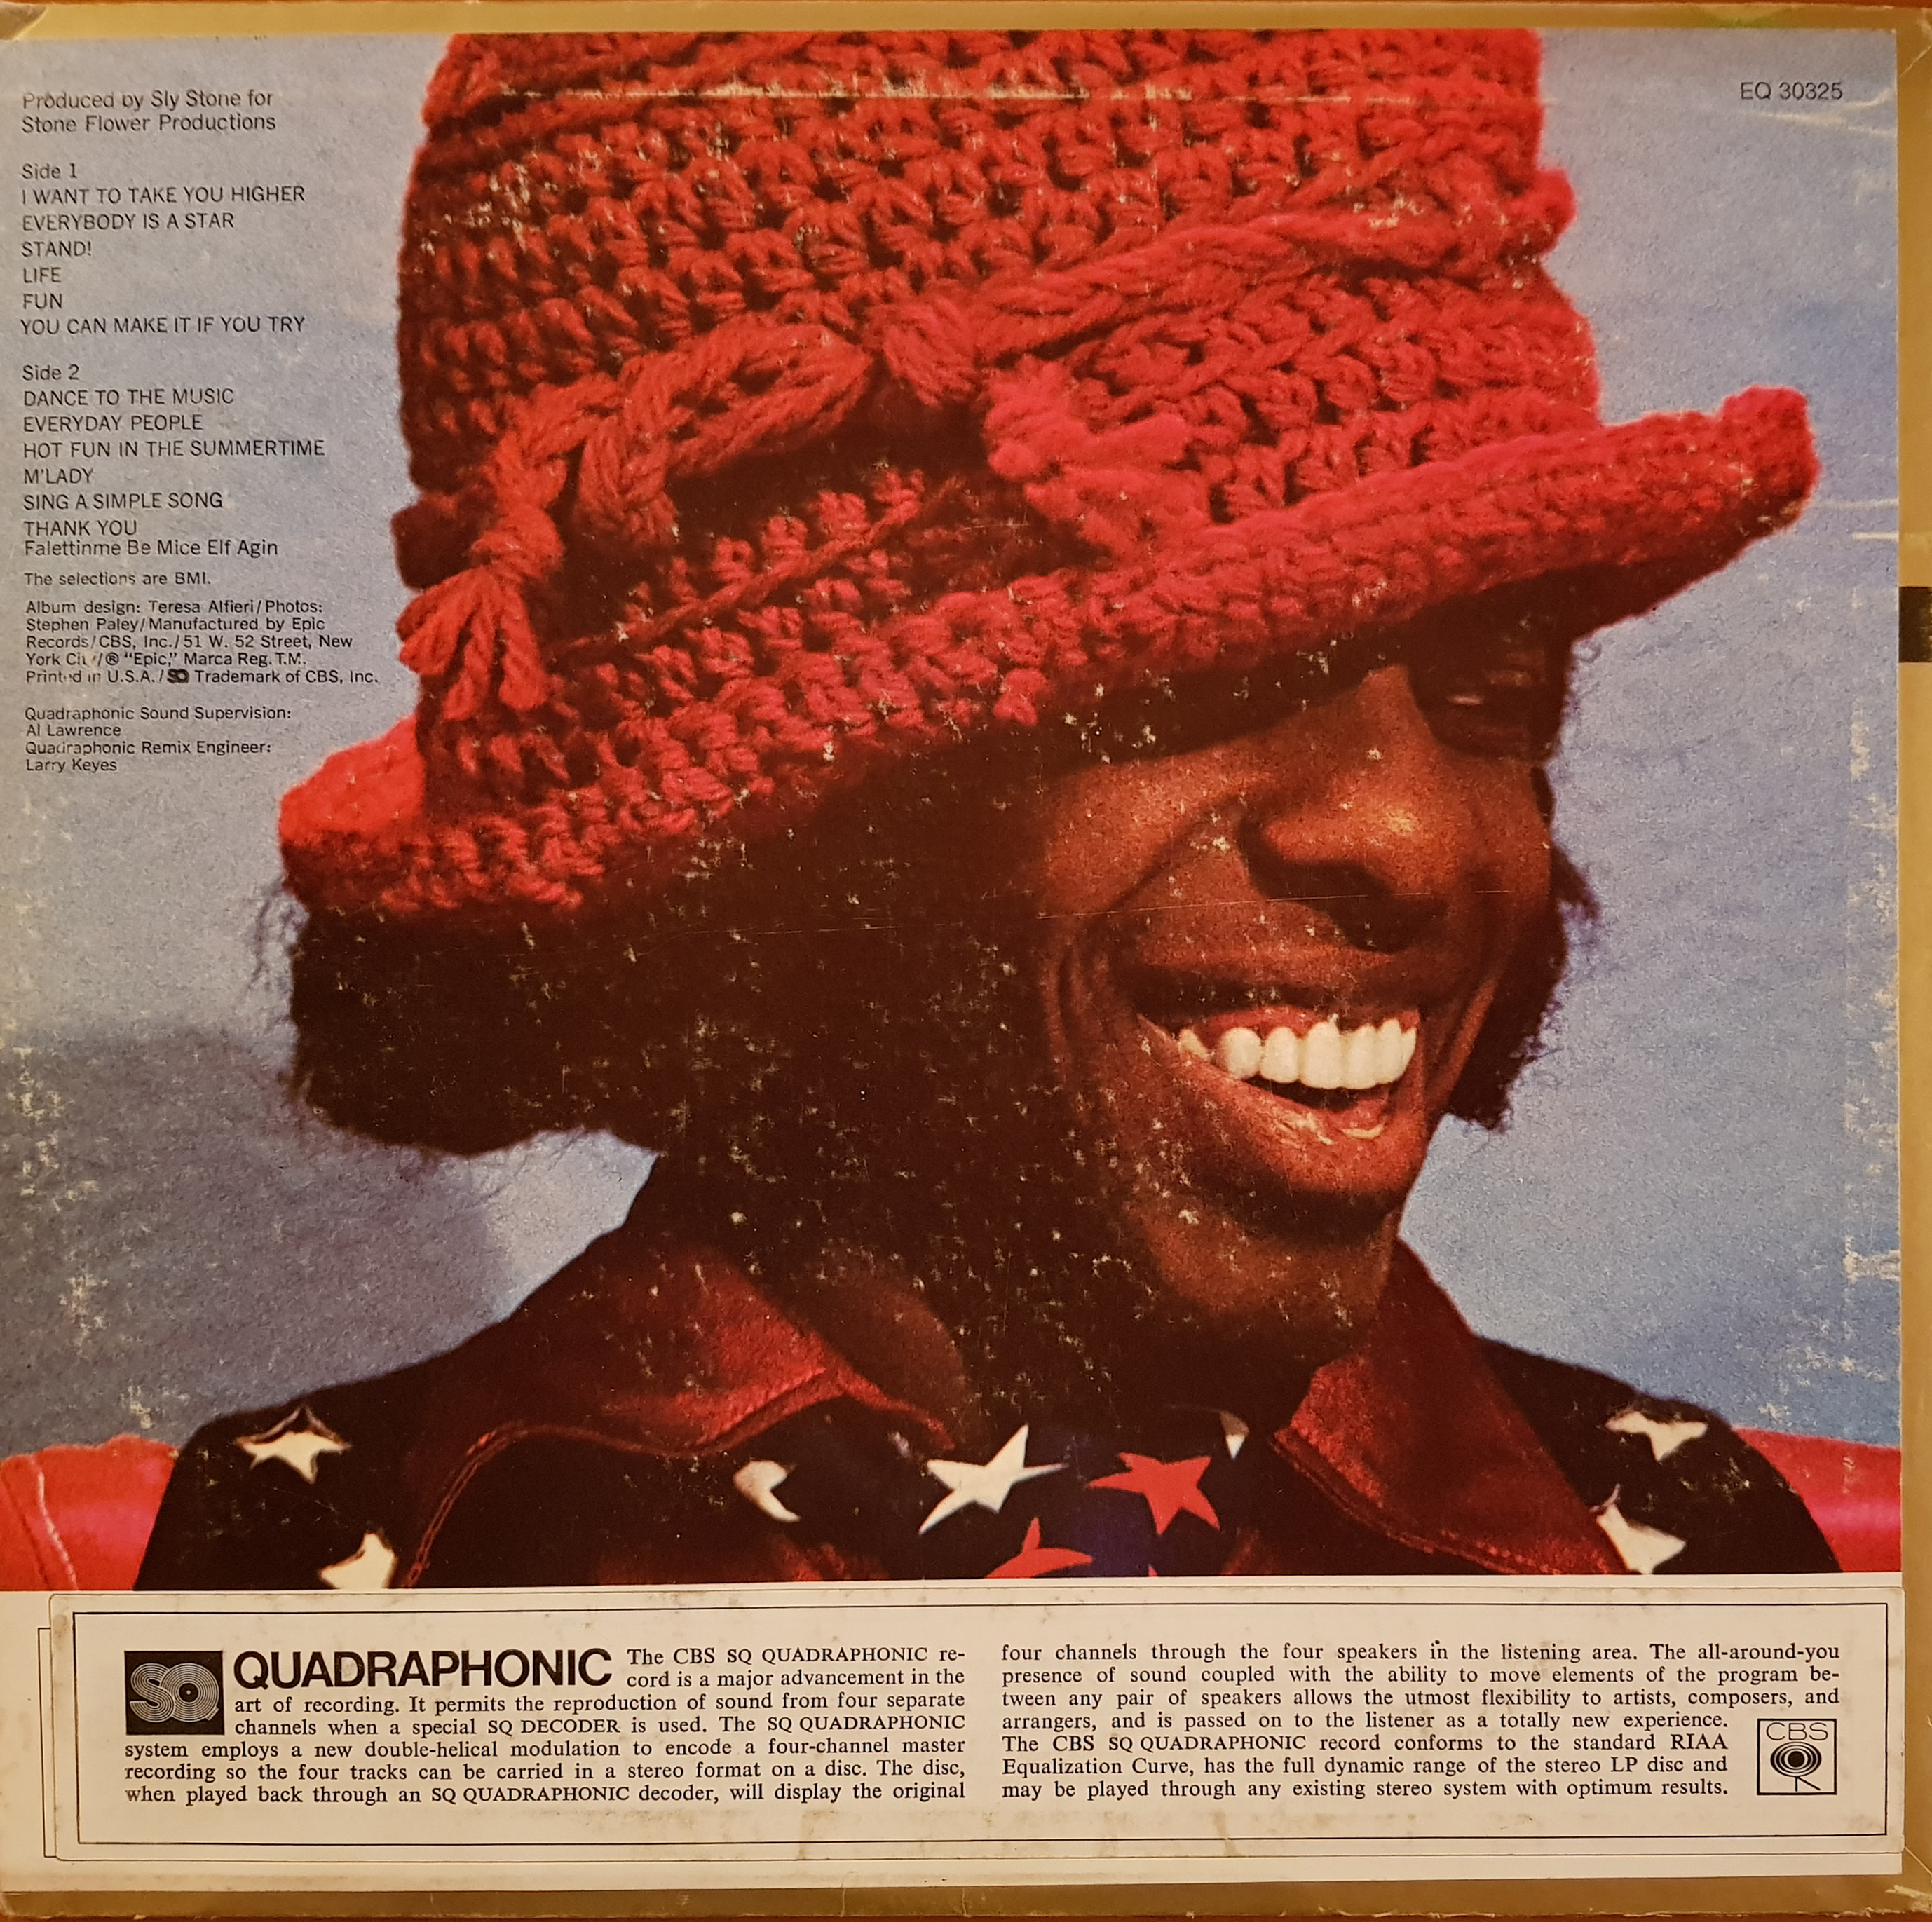 Produced by Sly Stone for
Stone Flower Productions
Side 1
I WANT TO TAKE YOU HIGHER
EVERYBODY IS A STAR
STAND!
LIFE
FUN
YOU CAN MAKE IT IF YOU TRY
Side 2
DANCE TO THE MUSIC
EVERYDAY PEOPLE
HOT FUN IN THE SUMMERTIME
M'LADY
SING A SIMPLE SONG
THANK YOU
Falettinme Be Mice Elf Agin
The selections are BMI.
Album design: Teresa Alfieri/Photos:
Stephen Paley/Manufactured by Epic
Records/CBS, Inc./51 W. 52 Street, New
York City/® "Epic," Marca Reg. T.M.
Printed in U.S.A./SQ Trademark of CBS, Inc.
Quadraphonic Sound Supervision:
Al Lawrence
Quadraphonic Remix Engineer:
Larry Keyes
EQ 30325
SQ QUADRAPHONIC The CBS SQ QUADRAPHONIC re-
cord is a major advancement in the
art of recording. It permits the reproduction of sound from four separate
channels when a special SQ DECODER is used. The SQ QUADRAPHONIC
system employs a new double-helical modulation to encode a four-channel master
recording so the four tracks can be carried in a stereo format on a disc. The disc,
when played back through an SQ QUADRAPHONIC decoder, will display the original
four channels through the four speakers in the listening area. The all-around-you
presence of sound coupled with the ability to move elements of the program be-
tween any pair of speakers allows the utmost flexibility to artists, composers, and
arrangers, and is passed on to the listener as a totally new experience.
The CBS SQ QUADRAPHONIC record conforms to the standard RIAA
Equalization Curve, has the full dynamic range of the stereo LP disc and
may be played through any existing stereo system with optimum results.
CBS